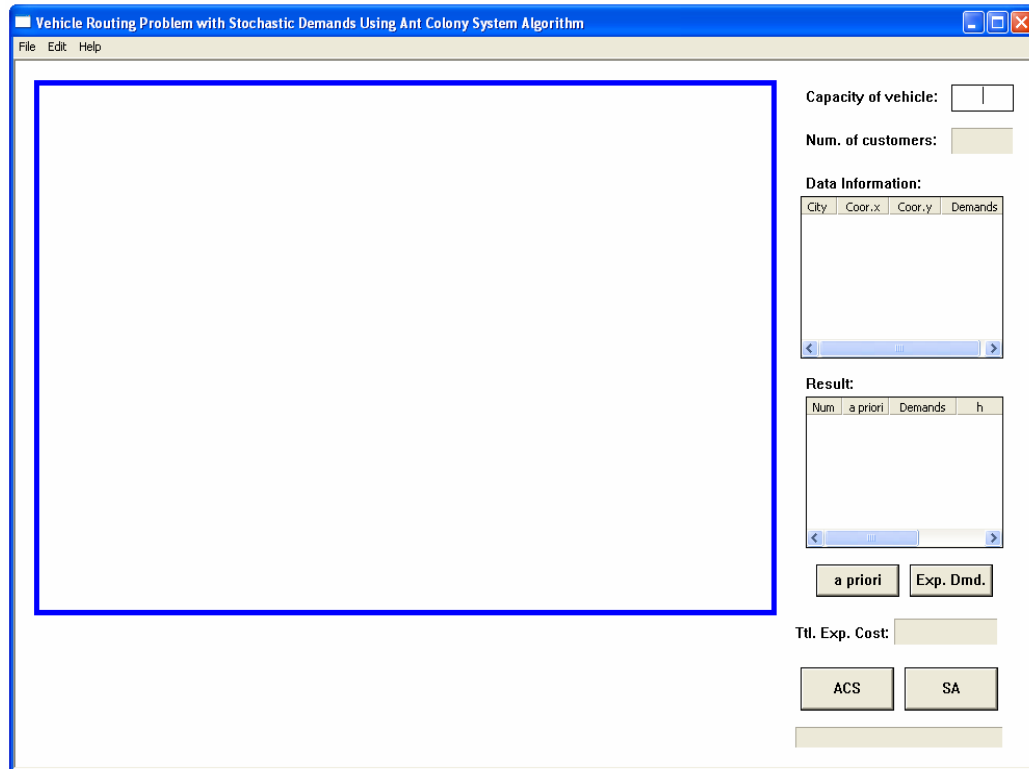 Vehicle Routing Problem with Stochastic Demands Using Ant Colony System Algorithm
File Edit Help
Capacity of vehicle:
Num. of customers:
Data Information:
City Coor.x Coor.y Demands
Result:
Num a priori Demands h
a priori Exp. Dmd.
Ttl. Exp. Cost:
ACS SA